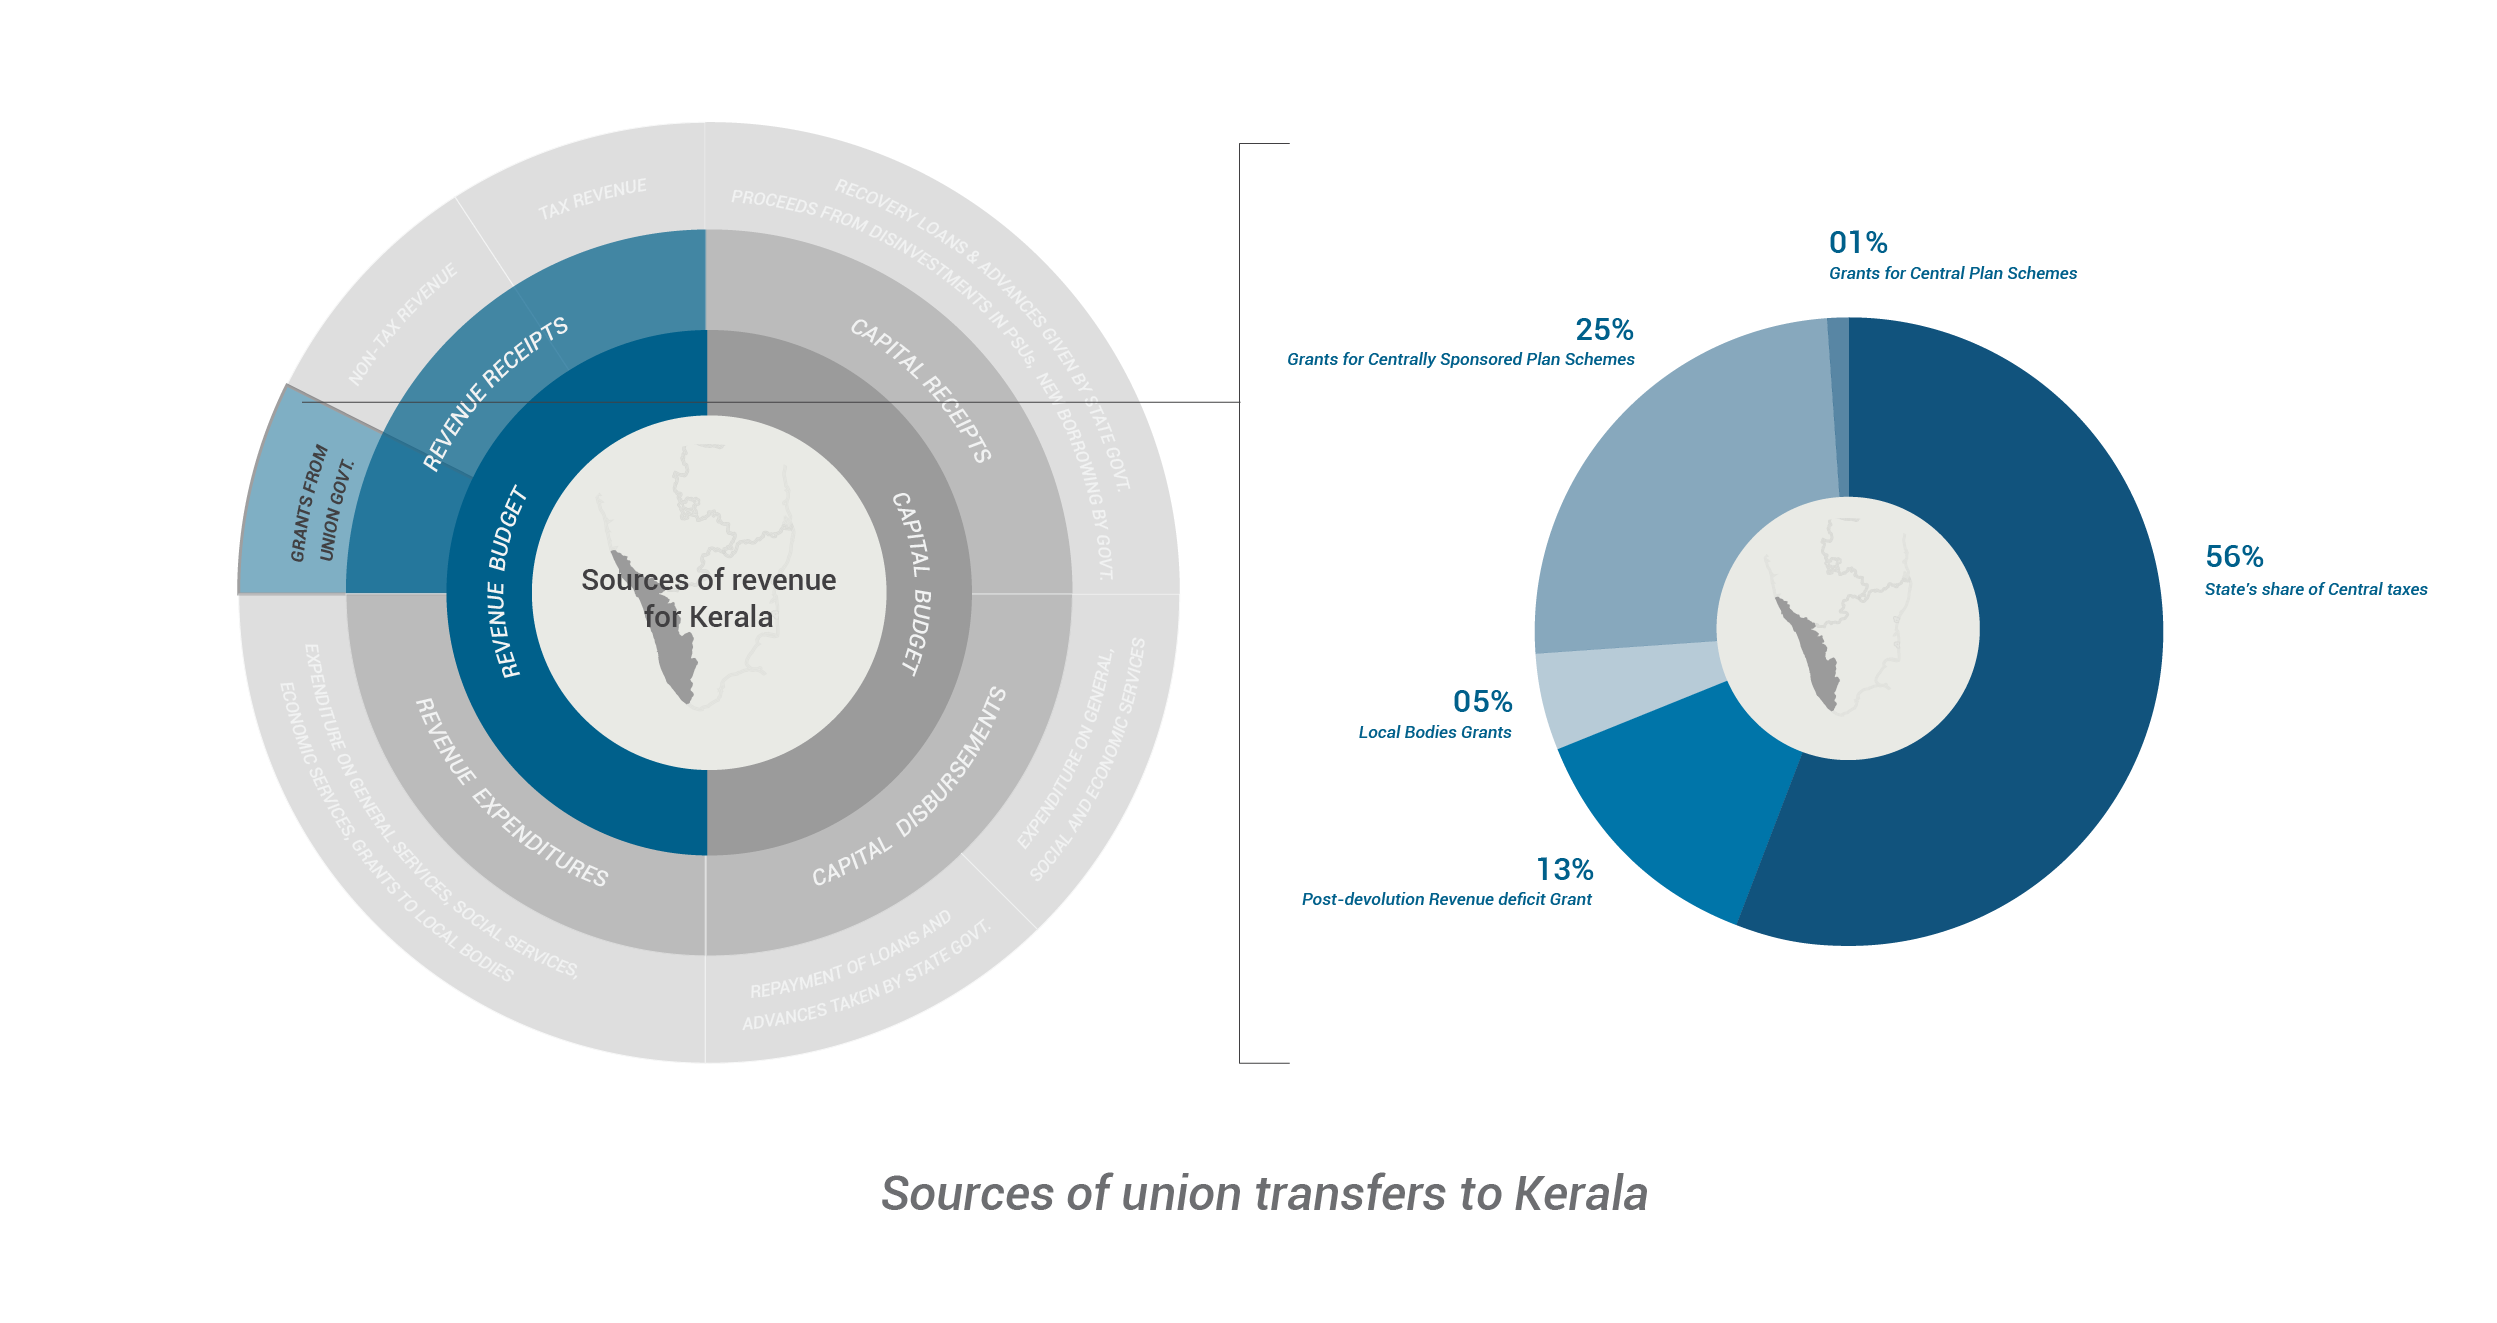 TAX REVENUE
NON-TAX REVENUE
GRANTS FROM
UNION GOVT.
RECOVERY LOANS & ADVANCES GIVEN BY STATE GOVT.
PROCEEDS FROM DISINVESTMENTS IN PSUs, NEW BORROWING BY GOVT.
REVENUE RECEIPTS
CAPITAL RECEIPTS
REVENUE BUDGET
CAPITAL BUDGET
Sources of revenue
for Kerala
REVENUE EXPENDITURES
CAPITAL DISBURSEMENTS
EXPENDITURE ON GENERAL SERVICES, SOCIAL SERVICES,
ECONOMIC SERVICES, GRANTS TO LOCAL BODIES
EXPENDITURE ON GENERAL,
SOCIAL AND ECONOMIC SERVICES
REPAYMENT OF LOANS AND
ADVANCES TAKEN BY STATE GOVT.
01%
Grants for Central Plan Schemes
25%
Grants for Centrally Sponsored Plan Schemes
56%
State's share of Central taxes
05%
Local Bodies Grants
13%
Post-devolution Revenue deficit Grant
Sources of union transfers to Kerala